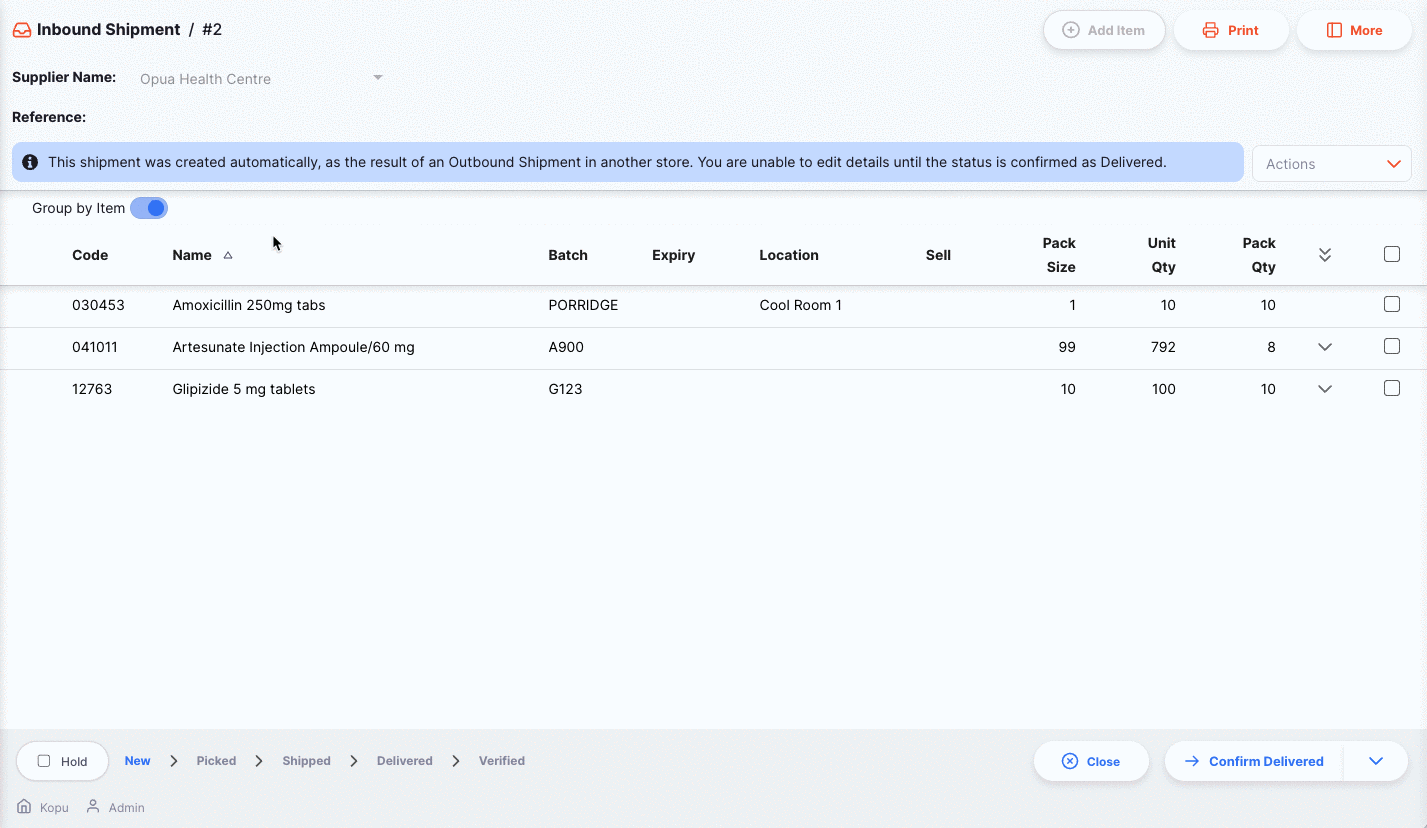 Inbound Shipment / #2
Add Item
Print
More
Supplier Name: Opua Health Centre
Reference:
This shipment was created automatically, as the result of an Outbound Shipment in another store. You are unable to edit details until the status is confirmed as Delivered.
Actions
Group by Item
Code Name Batch Expiry Location Sell Pack Size Unit Qty Pack Qty
030453 Amoxicillin 250mg tabs PORRIDGE Cool Room 1 1 10 10
041011 Artesunate Injection Ampoule/60 mg A900 99 792 8
12763 Glipizide 5 mg tablets G123 10 100 10
Hold New Picked Shipped Delivered Verified Close Confirm Delivered
Kopu Admin